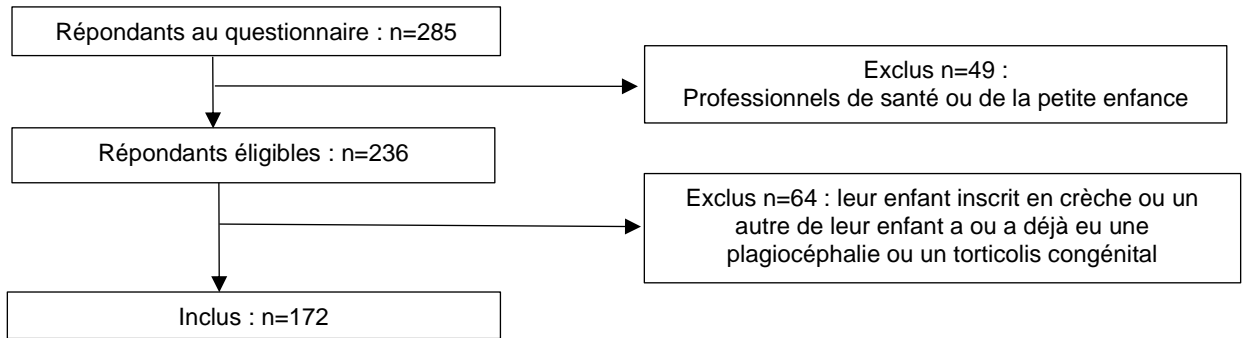 Répondants au questionnaire : n=285
Exclus n=49 :
Professionnels de santé ou de la petite enfance
Répondants éligibles : n=236
Exclus n=64 : leur enfant inscrit en crèche ou un
autre de leur enfant a ou a déjà eu une
plagiocéphalie ou un torticolis congénital
Inclus : n=172